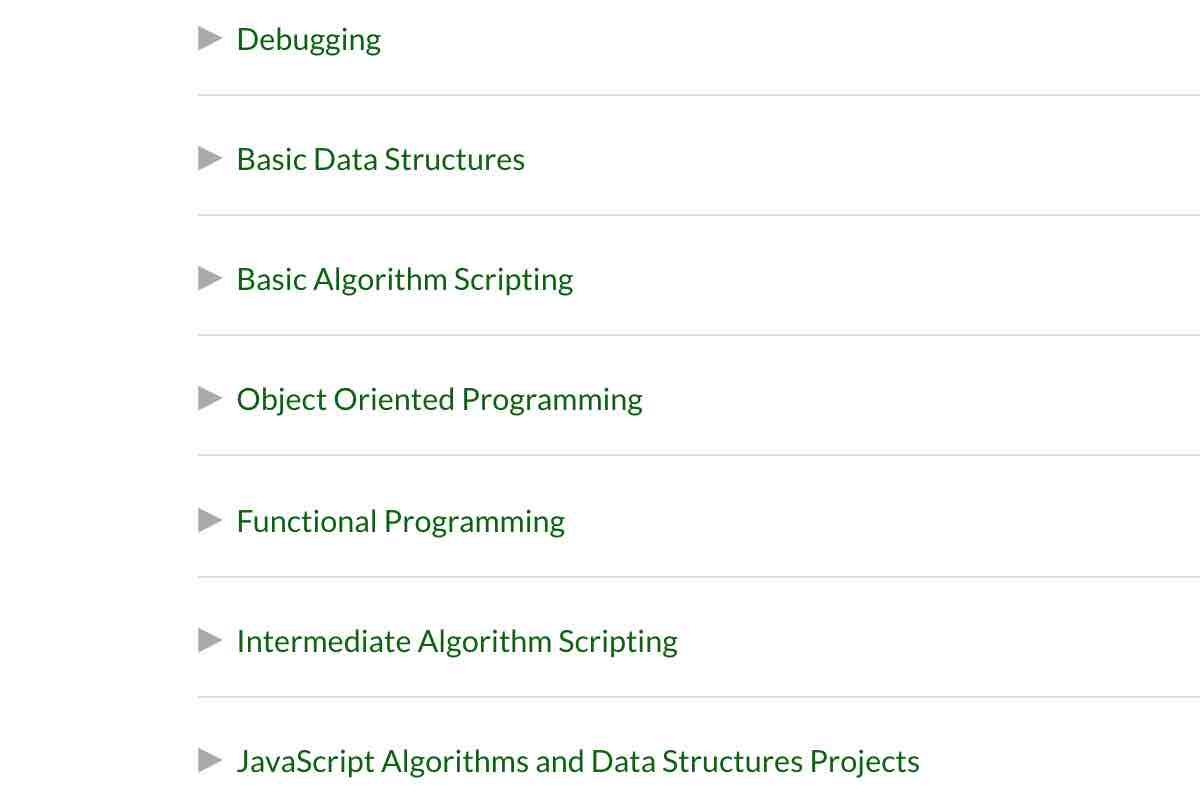 Debugging
Basic Data Structures
Basic Algorithm Scripting
Object Oriented Programming
Functional Programming
Intermediate Algorithm Scripting
JavaScript Algorithms and Data Structures Projects